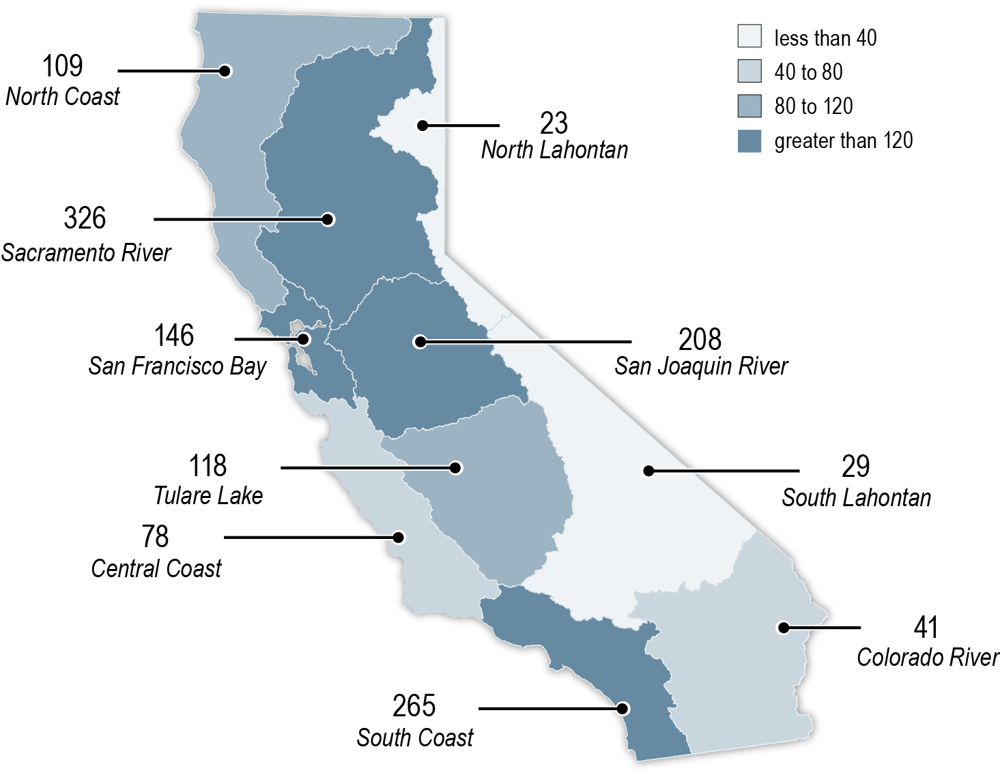 less than 40
40 to 80
80 to 120
greater than 120
109
North Coast
23
North Lahontan
326
Sacramento River
146
San Francisco Bay
208
San Joaquin River
118
Tulare Lake
29
South Lahontan
78
Central Coast
41
Colorado River
265
South Coast